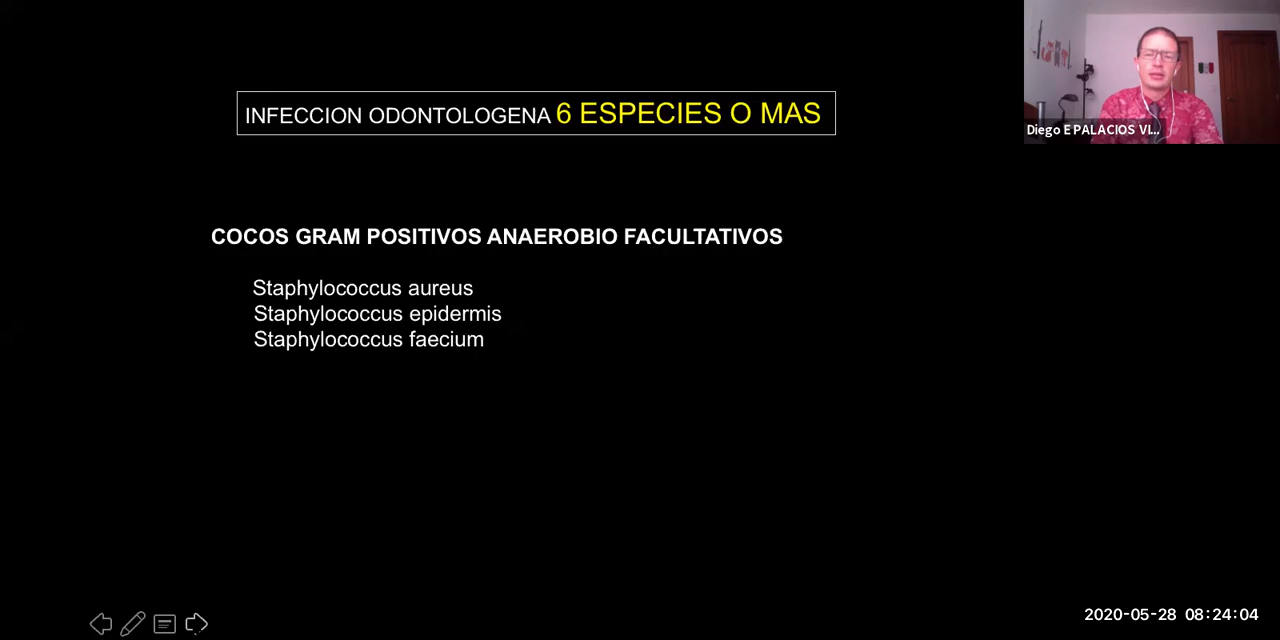 INFECCION ODONTOLOGENA 6 ESPECIES O MAS
Diego E PALACIOS VI...
COCOS GRAM POSITIVOS ANAEROBIO FACULTATIVOS
Staphylococcus aureus
Staphylococcus epidermis
Staphylococcus faecium
2020-05-28 08:24:04